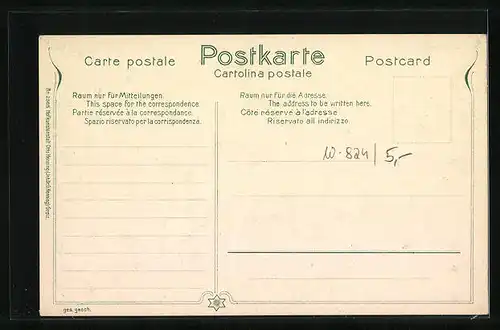 Carte postale
Postkarte
Postcard
Cartolina postale
Raum nur für Mitteilungen.
This space for the correspondence.
Partie réservée à la correspondance.
Spazio riservato per la corrispondenza.
Raum nur für die Adresse.
The address to be written here.
Côté réservé à l'adresse
Riservato all indirizzo.
W-824 5,-
ges. gesch.